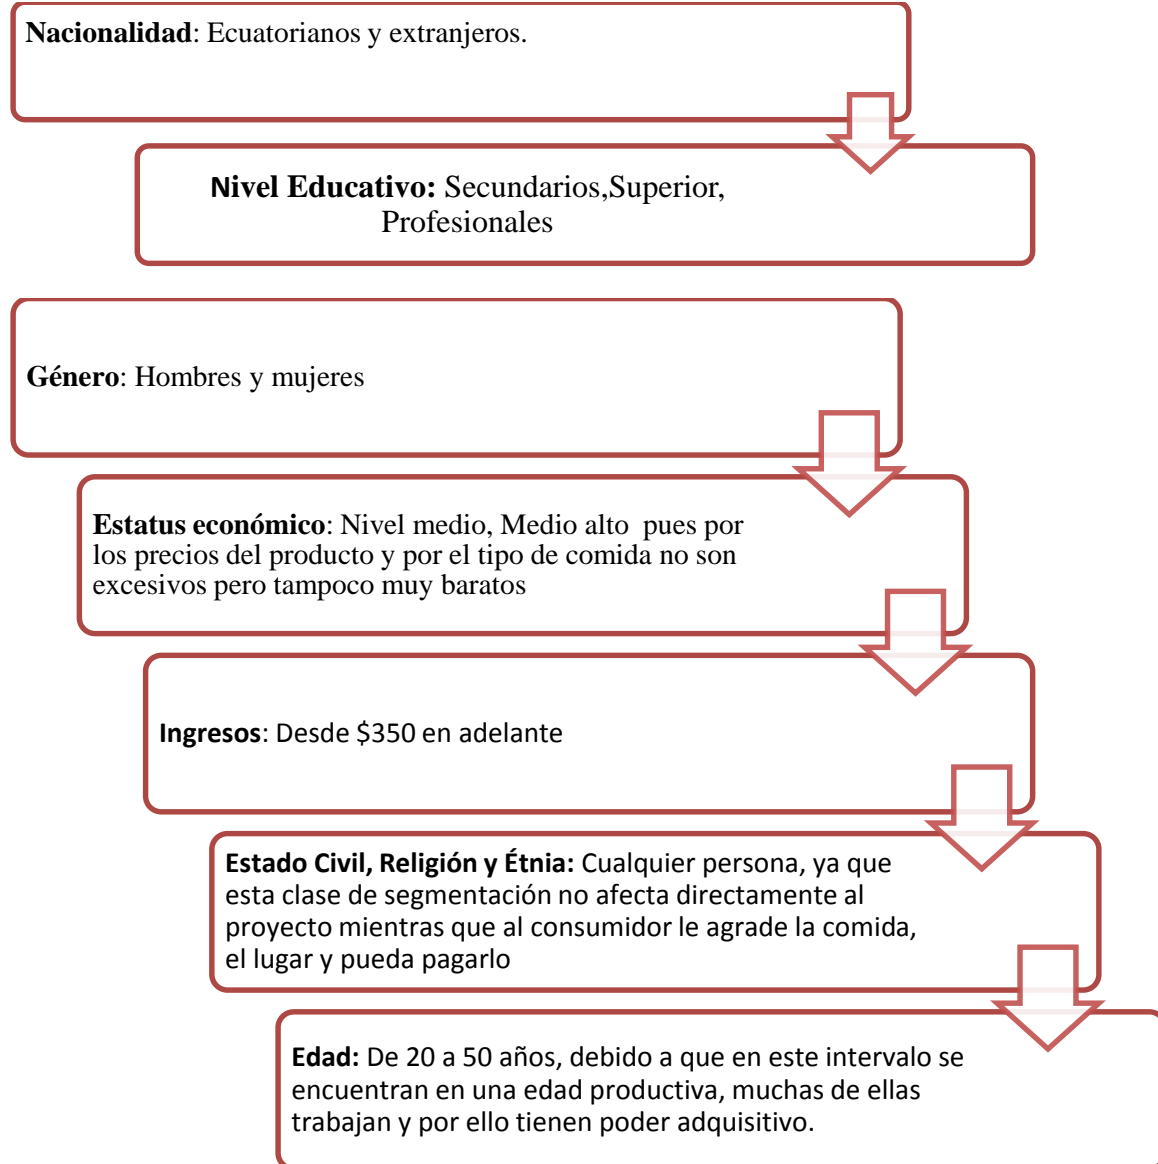 Nacionalidad: Ecuatorianos y extranjeros.
Nivel Educativo: Secundarios,Superior,
Profesionales
Género: Hombres y mujeres
Estatus económico: Nivel medio, Medio alto  pues por
los precios del producto y por el tipo de comida no son
excesivos pero tampoco muy baratos
Ingresos: Desde $350 en adelante
Estado Civil, Religión y Étnia: Cualquier persona, ya que
esta clase de segmentación no afecta directamente al
proyecto mientras que al consumidor le agrade la comida,
el lugar y pueda pagarlo
Edad: De 20 a 50 años, debido a que en este intervalo se
encuentran en una edad productiva, muchas de ellas
trabajan y por ello tienen poder adquisitivo.